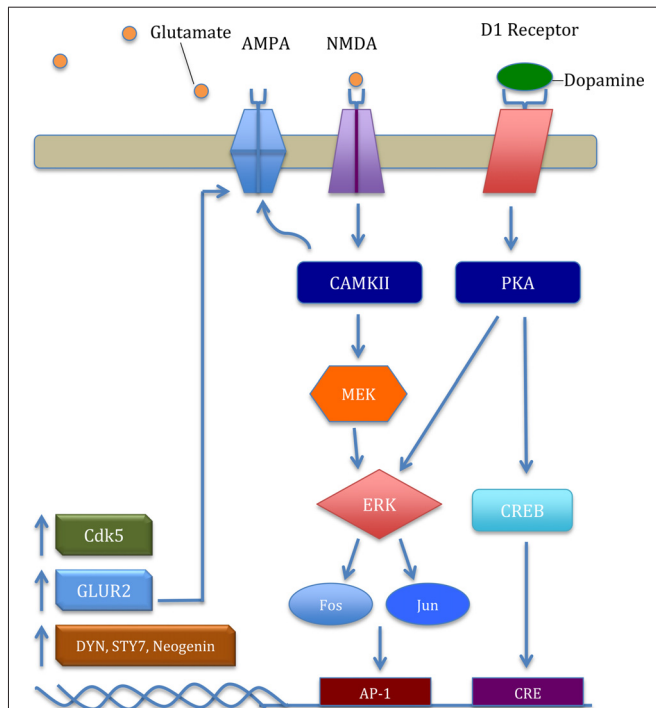 Glutamate
AMPA
NMDA
D1 Receptor
Dopamine
CAMKII
PKA
MEK
ERK
CREB
Cdk5
GLUR2
Fos
Jun
DYN, STY7, Neogenin
AP-1
CRE